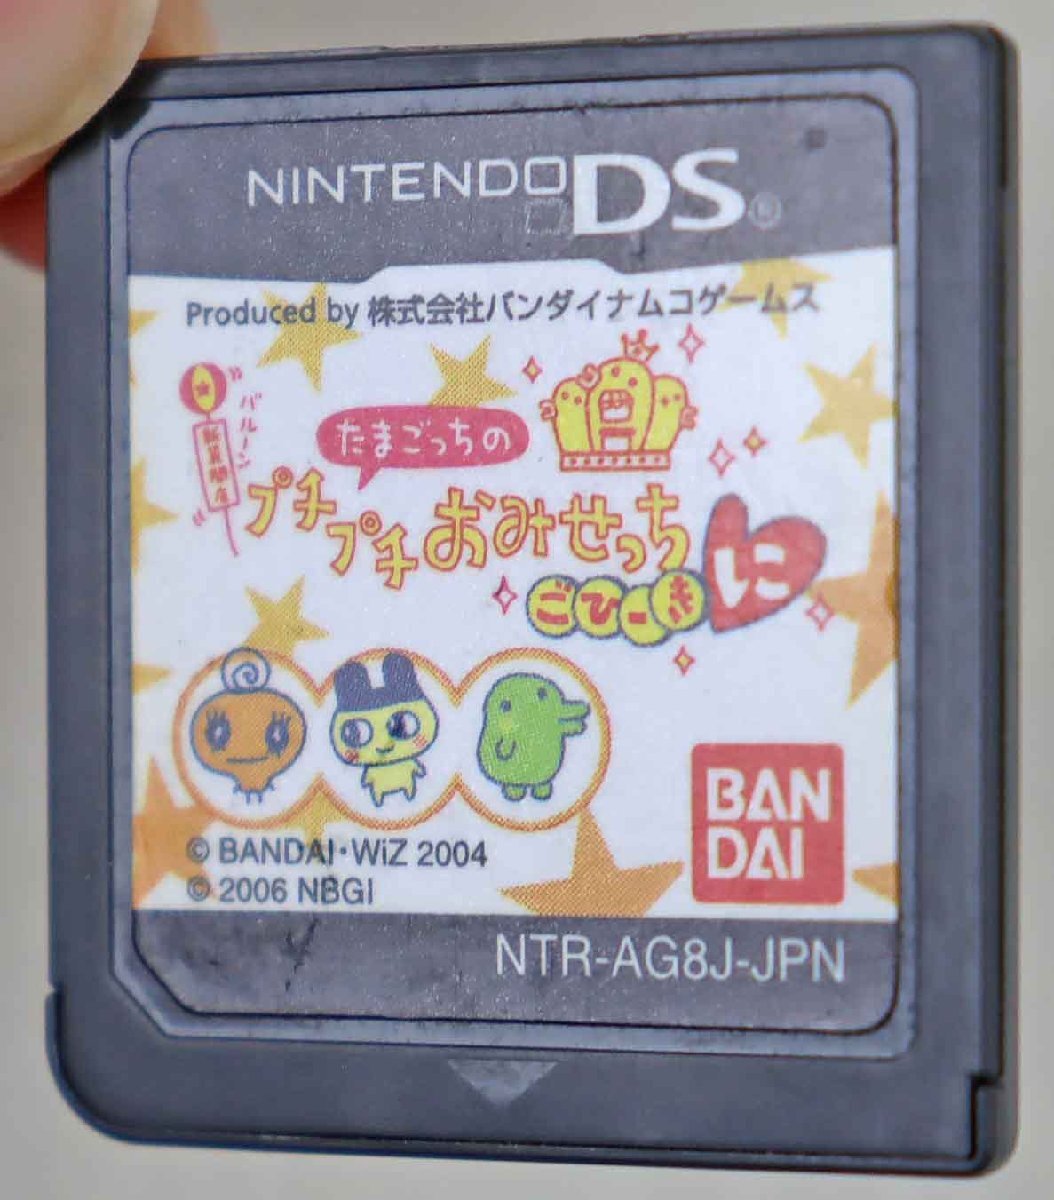 NINTENDO DS®
Produced by 株式会社バンダイナムコゲームス
バルーン
たまごっちの
プチプチおみせっち
ごひーきに
© BANDAI・WiZ 2004
© 2006 NBGI
BAN
DAI
NTR-AG8J-JPN